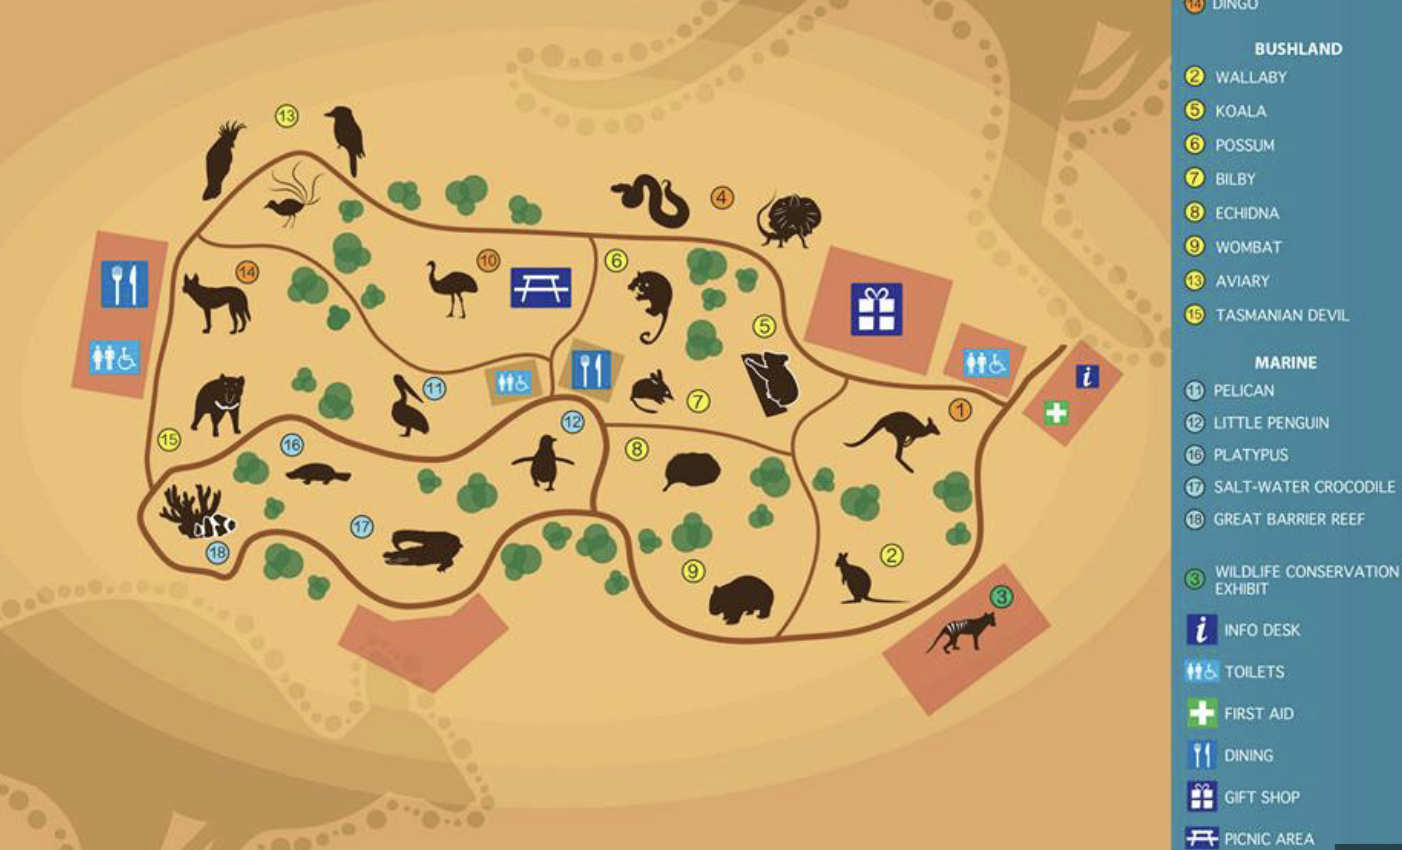 13
4
14
10
6
5
11
7
1
15
16
12
8
17
18
9
2
3
i
14 DINGO
BUSHLAND
2 WALLABY
5 KOALA
6 POSSUM
7 BILBY
8 ECHIDNA
9 WOMBAT
13 AVIARY
15 TASMANIAN DEVIL
MARINE
11 PELICAN
12 LITTLE PENGUIN
16 PLATYPUS
17 SALT-WATER CROCODILE
18 GREAT BARRIER REEF
3 WILDLIFE CONSERVATION
EXHIBIT
i INFO DESK
TOILETS
FIRST AID
DINING
GIFT SHOP
PICNIC AREA